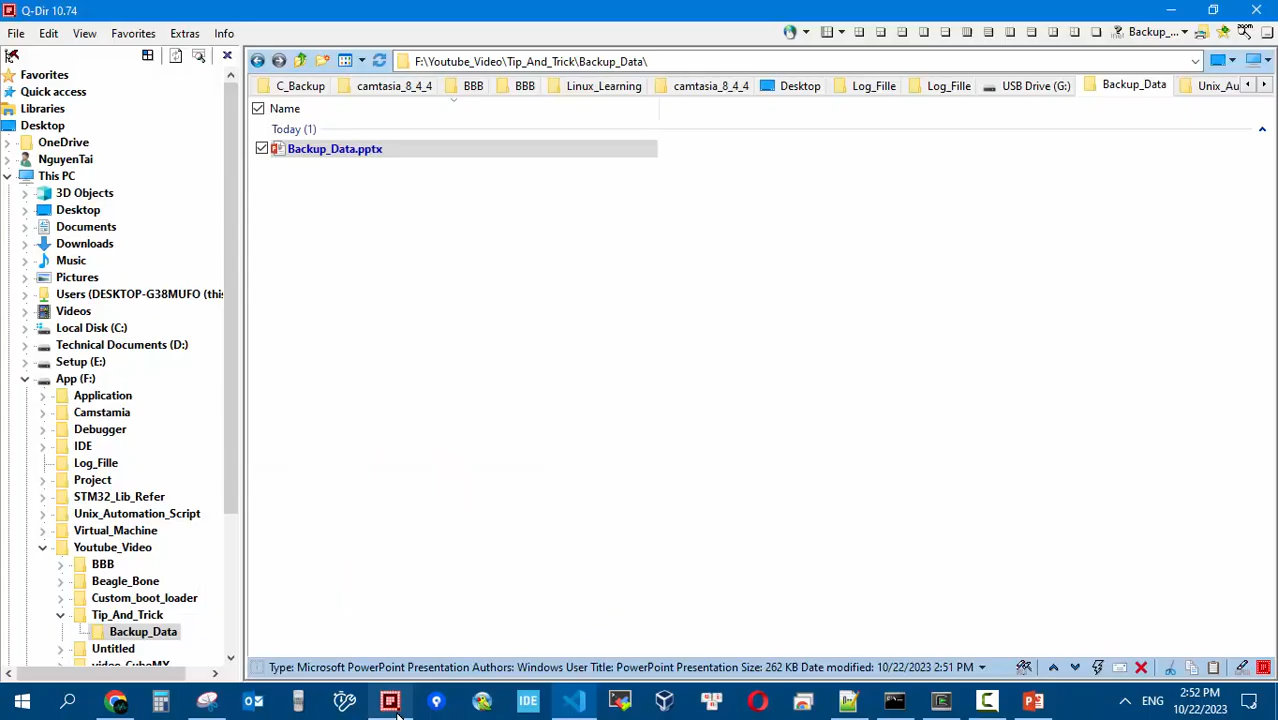 Q-Dir 10.74
File Edit View Favorites Extras Info
Backup_...
F:\Youtube_Video\Tip_And_Trick\Backup_Data\
C_Backup camtasia_8_4_4 BBB BBB Linux_Learning camtasia_8_4_4 Desktop Log_Fille Log_Fille USB Drive (G:) Backup_Data Unix_Au
Name
Today (1)
Backup_Data.pptx
Favorites
Quick access
Libraries
Desktop
OneDrive
NguyenTai
This PC
3D Objects
Desktop
Documents
Downloads
Music
Pictures
Users (DESKTOP-G38MUFO (this
Videos
Local Disk (C:)
Technical Documents (D:)
Setup (E:)
App (F:)
Application
Camstamia
Debugger
IDE
Log_Fille
Project
STM32_Lib_Refer
Unix_Automation_Script
Virtual_Machine
Youtube_Video
BBB
Beagle_Bone
Custom_boot_loader
Tip_And_Trick
Backup_Data
Untitled
video_CubeMX
Type: Microsoft PowerPoint Presentation Authors: Windows User Title: PowerPoint Presentation Size: 262 KB Date modified: 10/22/2023 2:51 PM
IDE
ENG
2:52 PM
10/22/2023